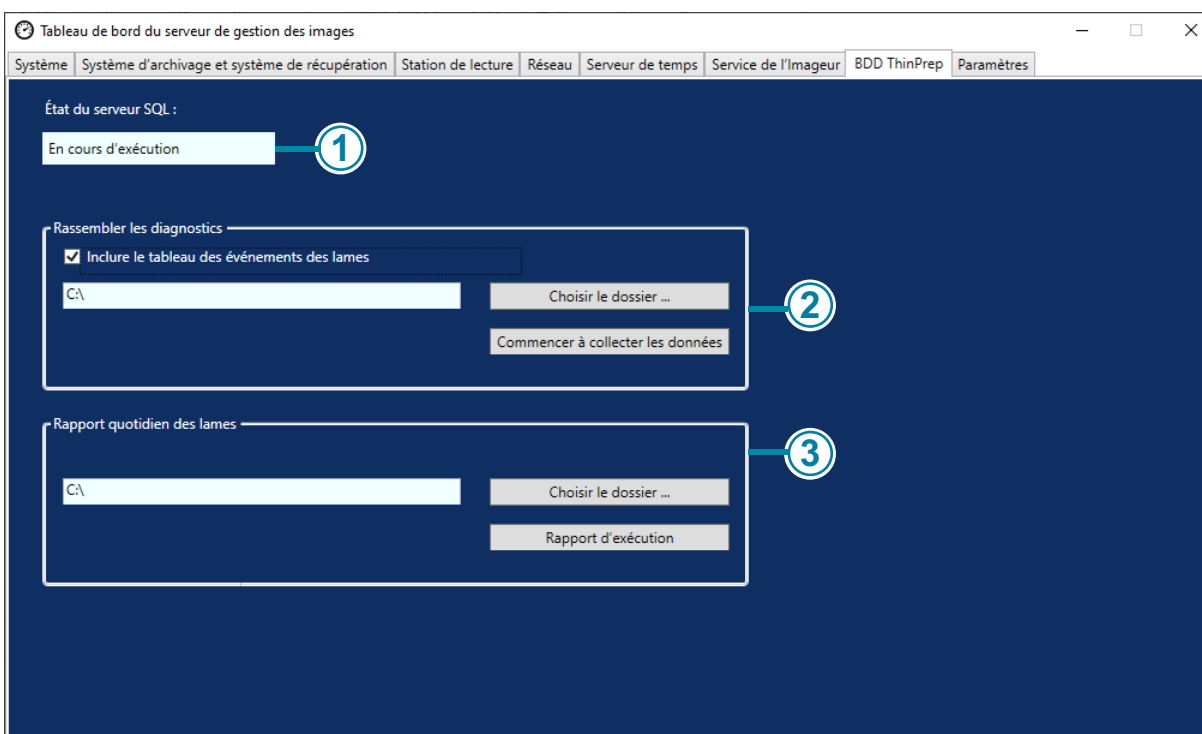 Tableau de bord du serveur de gestion des images
Système Système d'archivage et système de récupération Station de lecture Réseau Serveur de temps Service de l'Imageur BDD ThinPrep Paramètres
État du serveur SQL :
En cours d'exécution
1
Rassembler les diagnostics
Inclure le tableau des événements des lames
C:\ Choisir le dossier ...
2
Commencer à collecter les données
Rapport quotidien des lames
3
C:\ Choisir le dossier ...
Rapport d'exécution